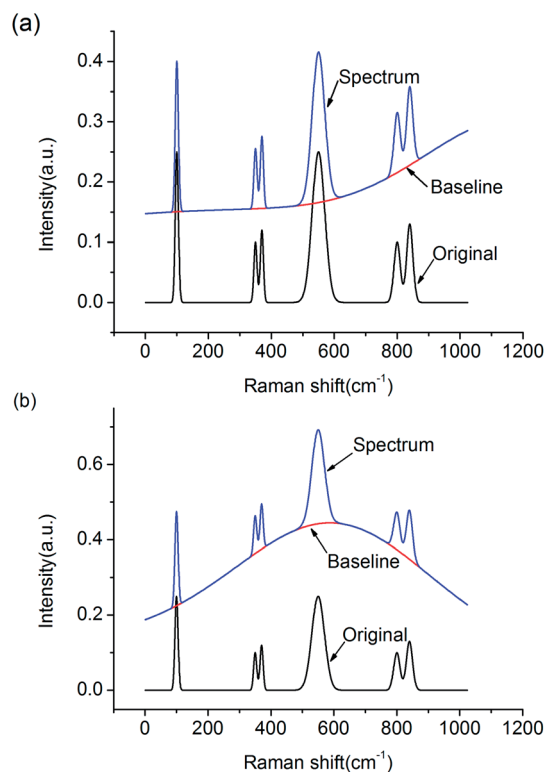 (a)
Intensity(a.u.)
0.4
0.3
0.2
0.1
0.0
Spectrum
Baseline
Original
0 200 400 600 800 1000 1200
Raman shift(cm⁻¹)
(b)
Intensity(a.u.)
0.6
0.4
0.2
0.0
Spectrum
Baseline
Original
0 200 400 600 800 1000 1200
Raman shift(cm⁻¹)